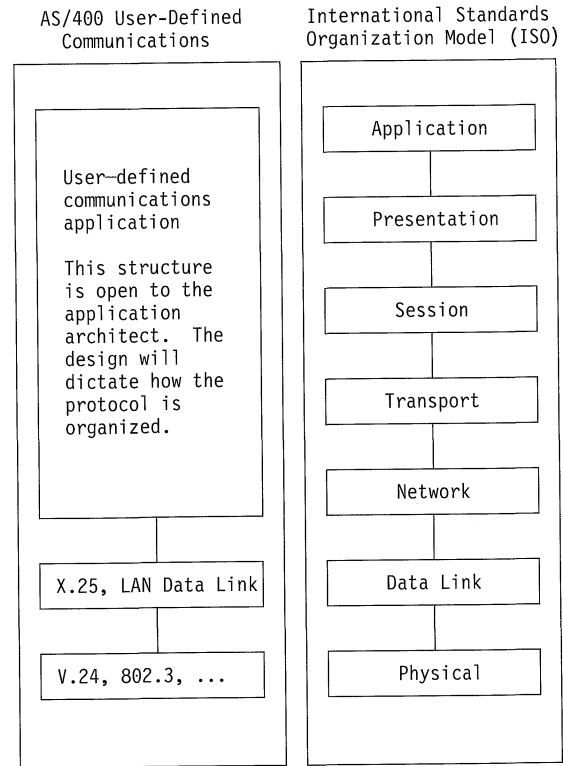 AS/400 User-Defined
Communications
User-defined
communications
application
This structure
is open to the
application
architect. The
design will
dictate how the
protocol is
organized.
X.25, LAN Data Link
V.24, 802.3, ...
International Standards
Organization Model (ISO)
Application
Presentation
Session
Transport
Network
Data Link
Physical